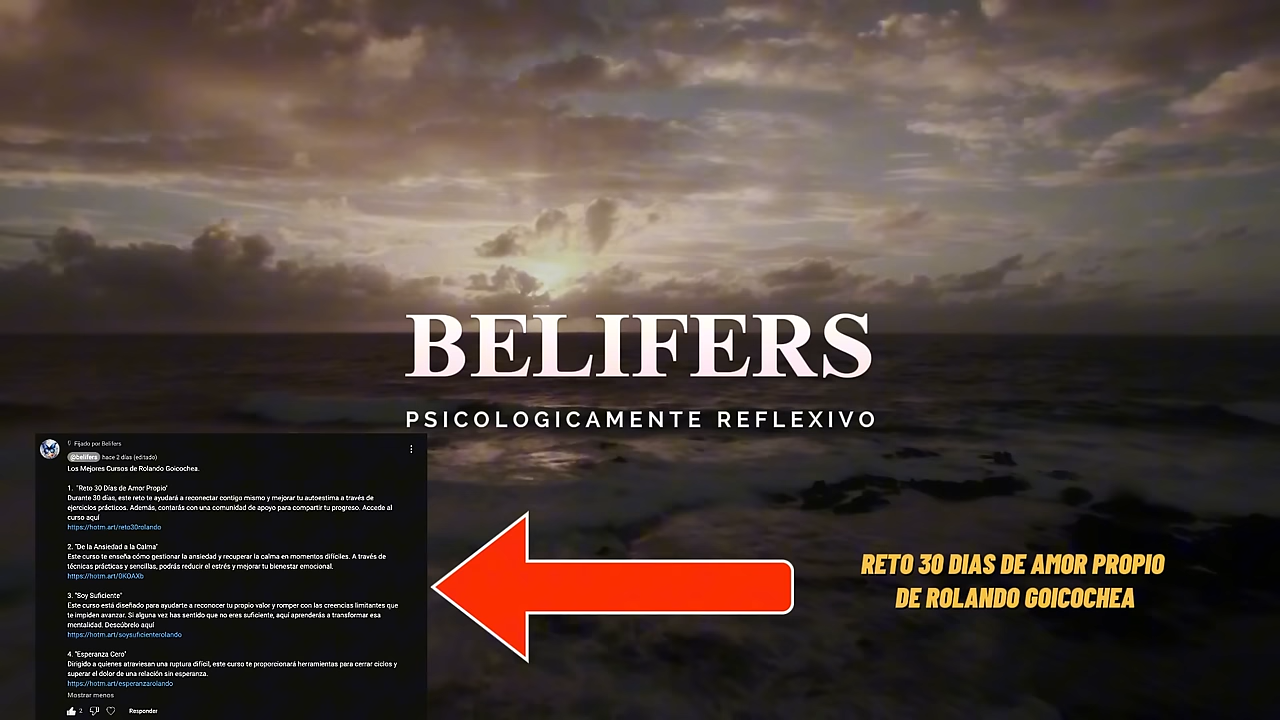 BELIFERS
PSICOLOGICAMENTE REFLEXIVO
Fijado por Belifers
@belifers hace 2 días (editado)
Los Mejores Cursos de Rolando Goicochea.
1. "Reto 30 Días de Amor Propio"
Durante 30 días, este reto te ayudará a reconectar contigo mismo y mejorar tu autoestima a través de
ejercicios prácticos. Además, contarás con una comunidad de apoyo para compartir tu progreso. Accede al
curso aquí
https://hotm.art/reto30rolando
2. "De la Ansiedad a la Calma"
Este curso te enseña cómo gestionar la ansiedad y recuperar la calma en momentos difíciles. A través de
técnicas prácticas y sencillas, podrás reducir el estrés y mejorar tu bienestar emocional.
https://hotm.art/0KOAXb
3. "Soy Suficiente"
Este curso está diseñado para ayudarte a reconocer tu propio valor y romper con las creencias limitantes que
te impiden avanzar. Si alguna vez has sentido que no eres suficiente, aquí aprenderás a transformar esa
mentalidad. Descúbrelo aquí
https://hotm.art/soysuficienterolando
4. "Esperanza Cero"
Dirigido a quienes atraviesan una ruptura difícil, este curso te proporcionará herramientas para cerrar ciclos y
superar el dolor de una relación sin esperanza.
https://hotm.art/esperanzarolando
Mostrar menos
2 Responder
RETO 30 DIAS DE AMOR PROPIO
DE ROLANDO GOICOCHEA